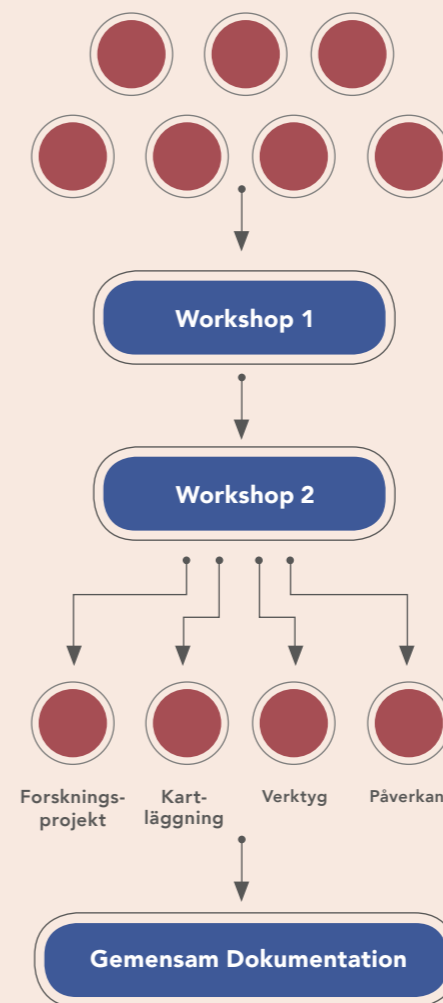 Workshop 1
Workshop 2
Forsknings-
projekt
Kart-
läggning
Verktyg
Påverkan
Gemensam Dokumentation